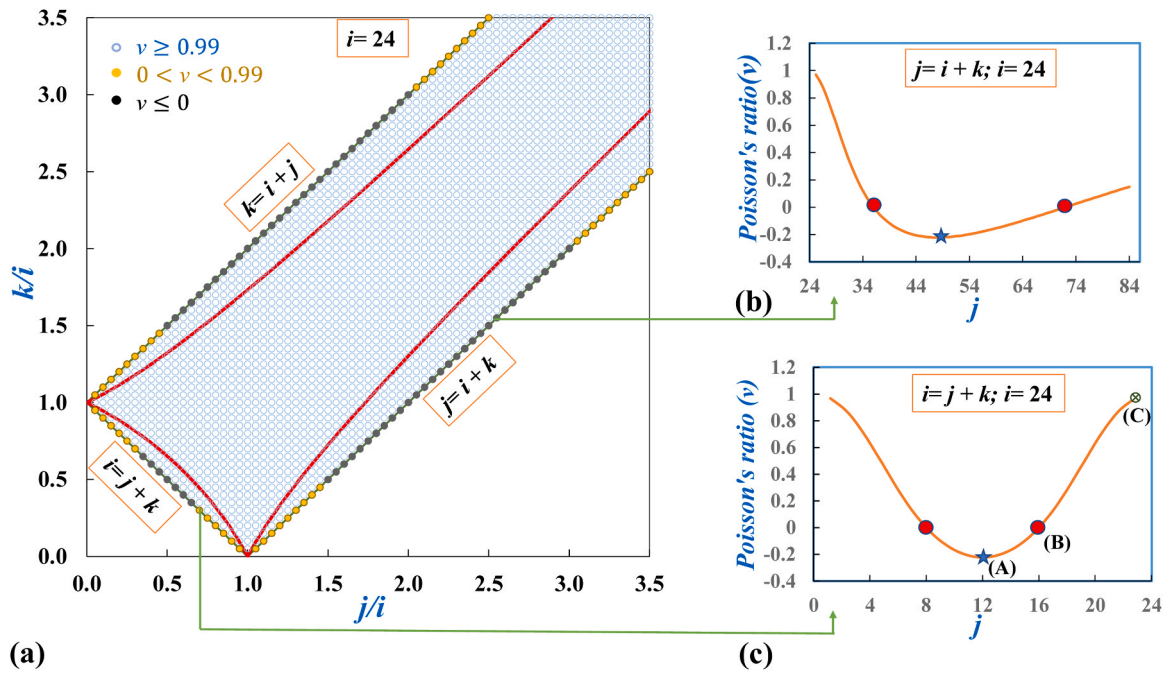 3.5
3.0
2.5
2.0
1.5
1.0
0.5
0.0
k/i
i= 24
ν ≥ 0.99
0 < ν < 0.99
ν ≤ 0
k= i + j
j= i + k
i= j + k
0.0 0.5 1.0 1.5 2.0 2.5 3.0 3.5
j/i
(a)
1.2
1
0.8
0.6
0.4
0.2
0
-0.2
-0.4
Poisson's ratio(ν)
j= i + k; i= 24
24 34 44 54 64 74 84
j
(b)
1.2
1
0.8
0.6
0.4
0.2
0
-0.2
-0.4
Poisson's ratio (ν)
i= j + k; i= 24
(C)
(B)
(A)
0 4 8 12 16 20 24
j
(c)